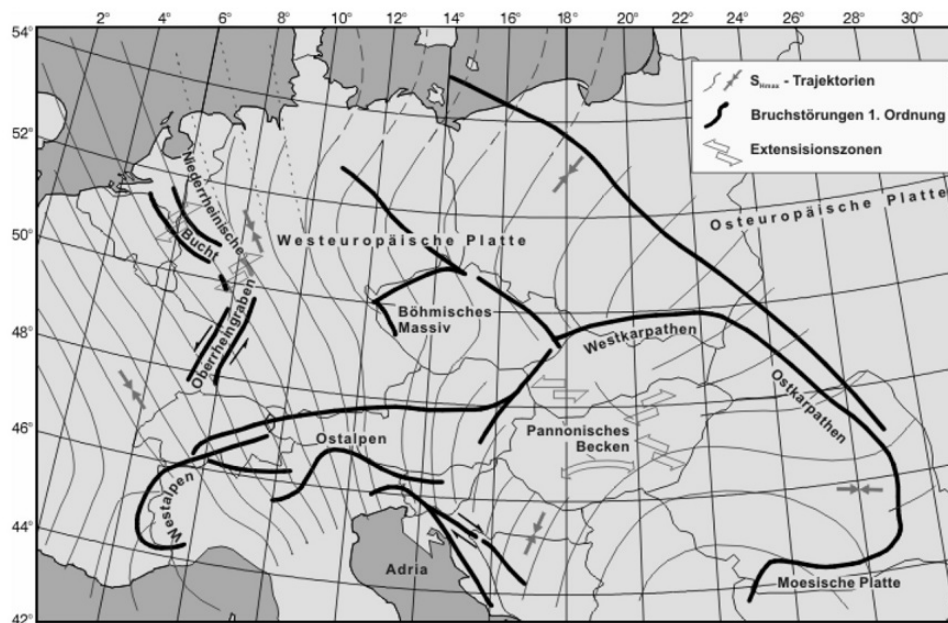 2° 4° 6° 8° 10° 12° 14° 16° 18° 20° 22° 24° 26° 28° 30°
54°
52°
50°
48°
46°
44°
42°
S Hmax - Trajektorien
Bruchstörungen 1. Ordnung
Extensisionszonen
Niederrheinische
Bucht
Westeuropäische Platte
Osteuropäische Platte
Oberrheingraben
Böhmisches
Massiv
Westkarpathen
Ostkarpathen
Pannonisches
Becken
Ostalpen
Westalpen
Adria
Moesische Platte